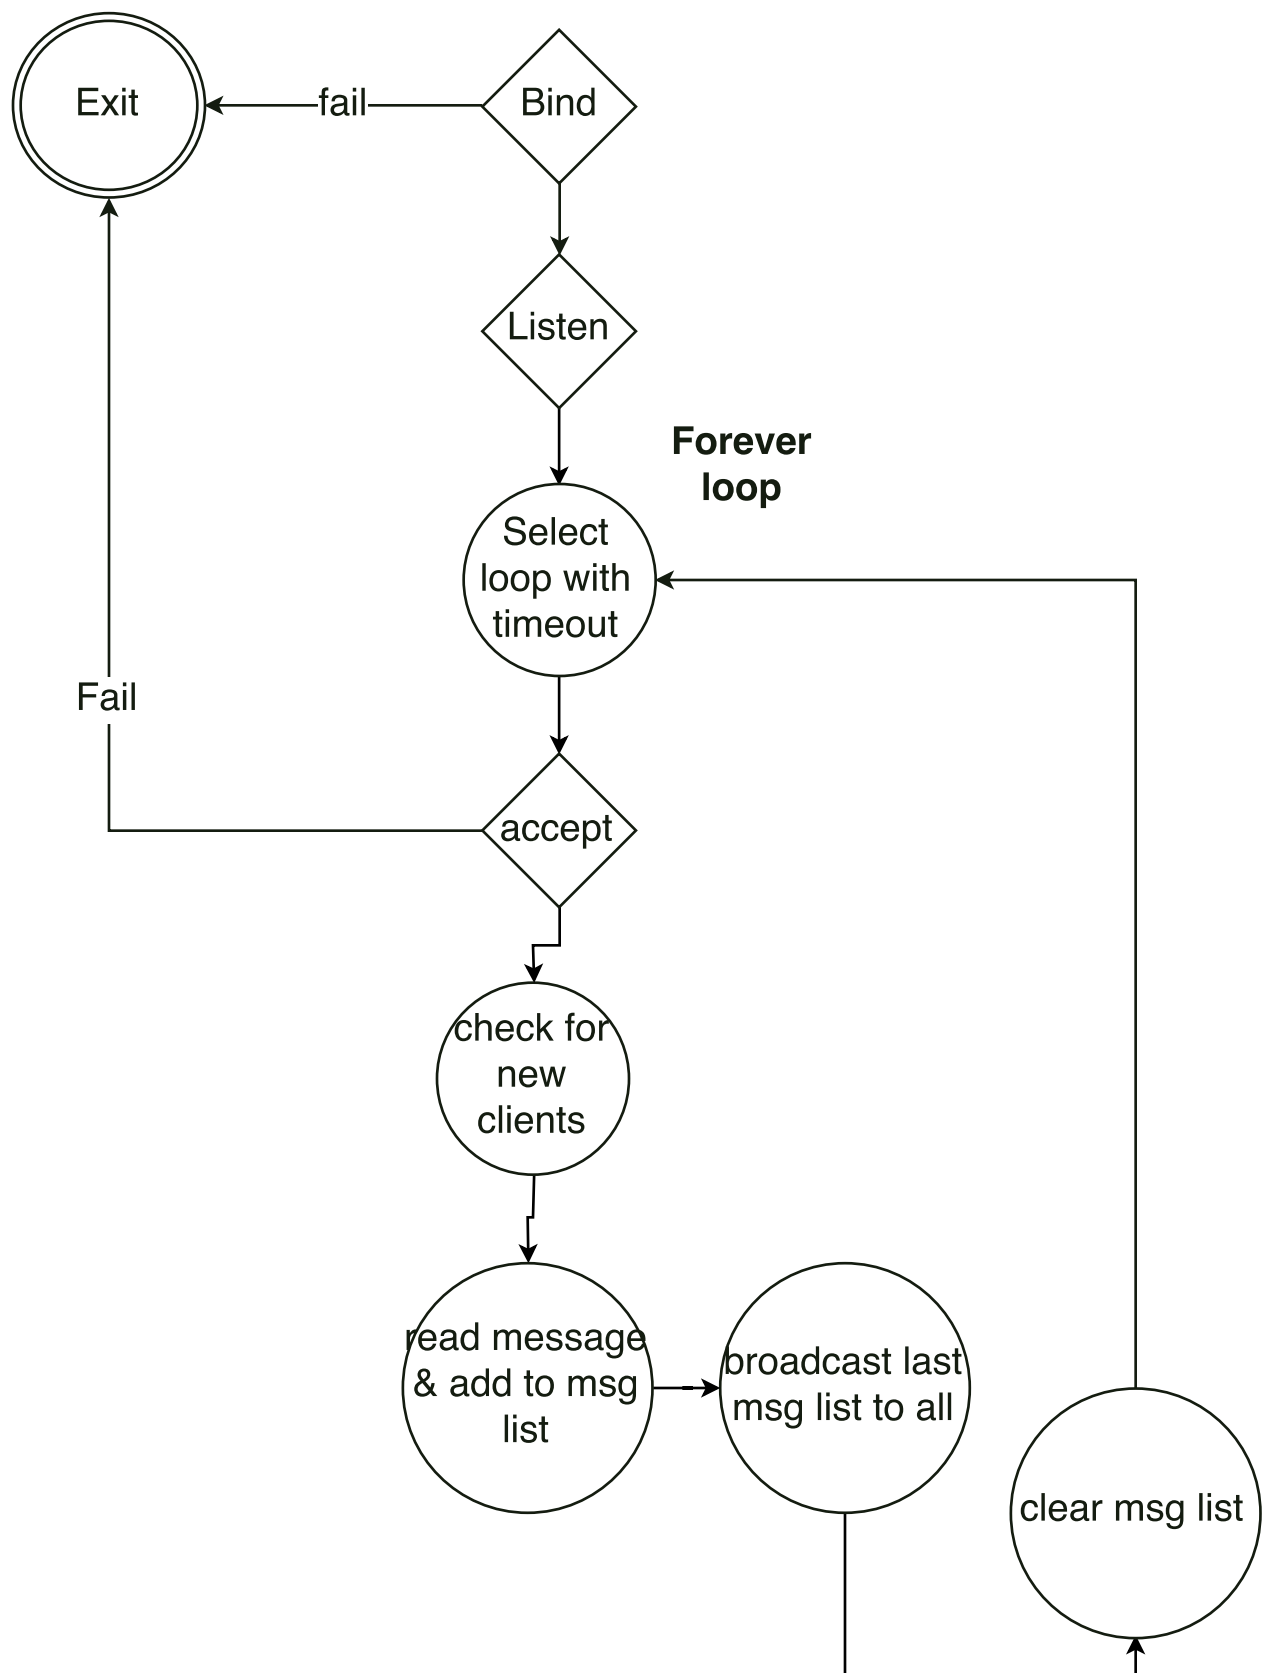 Exit
fail
Bind
Listen
Forever
loop
Select
loop with
timeout
Fail
accept
check for
new
clients
read message
& add to msg
list
broadcast last
msg list to all
clear msg list